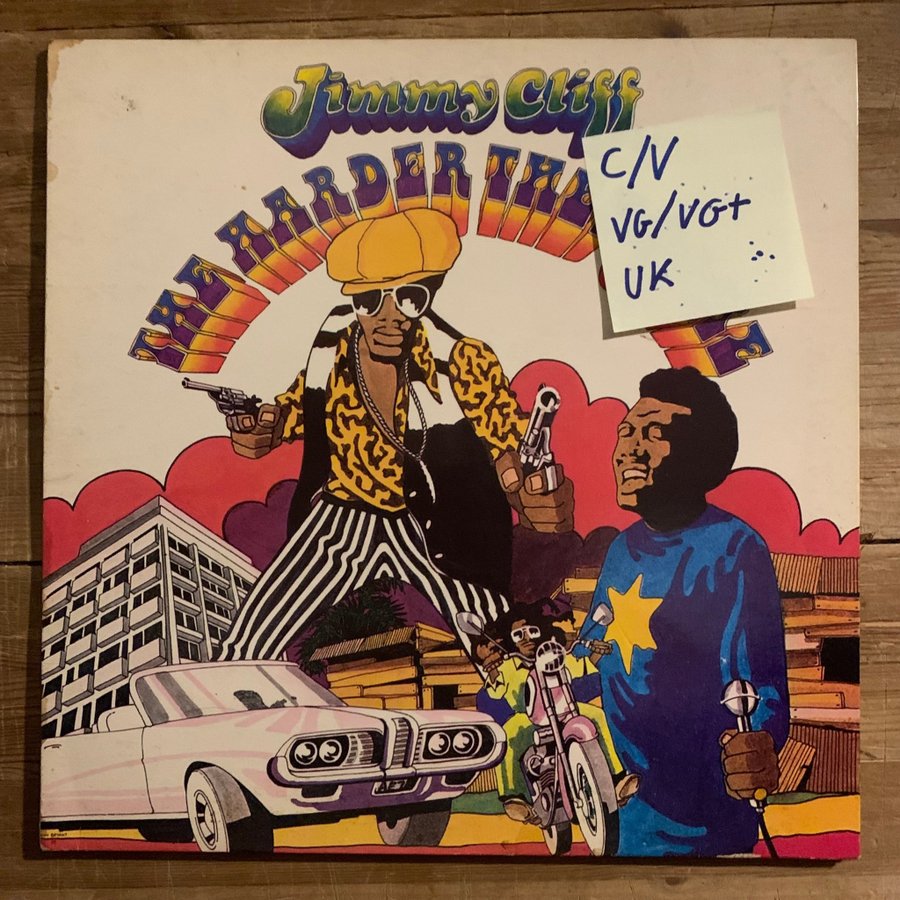 Jimmy Cliff
THE HARDER THE
C/V
VG/VG+
UK